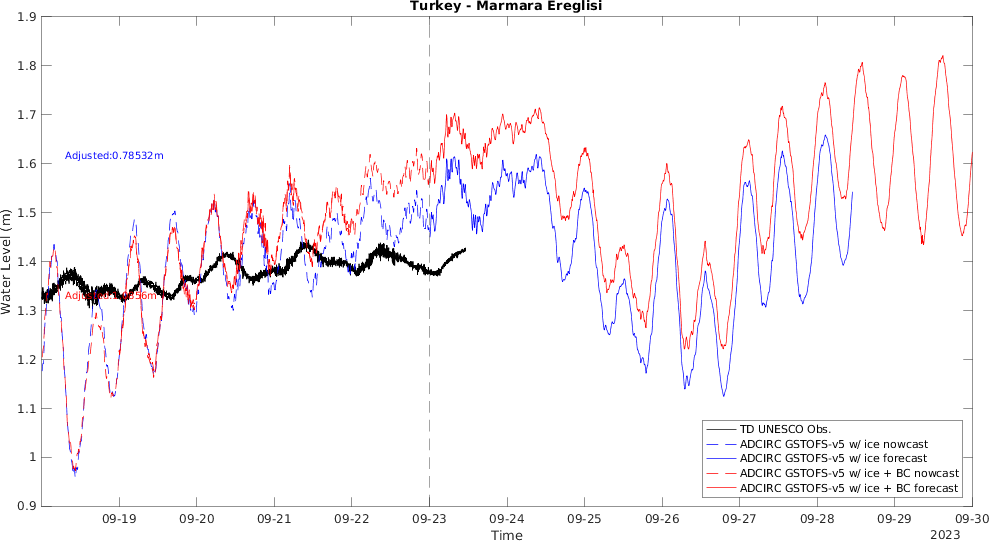 Turkey - Marmara Ereglisi
1.9
1.8
1.7
1.6
1.5
1.4
1.3
1.2
1.1
1
0.9
Water Level (m)
Adjusted:0.78532m
TD UNESCO Obs.
ADCIRC GSTOFS-v5 w/ ice nowcast
ADCIRC GSTOFS-v5 w/ ice forecast
ADCIRC GSTOFS-v5 w/ ice + BC nowcast
ADCIRC GSTOFS-v5 w/ ice + BC forecast
09-19 09-20 09-21 09-22 09-23 09-24 09-25 09-26 09-27 09-28 09-29 09-30
Time
2023